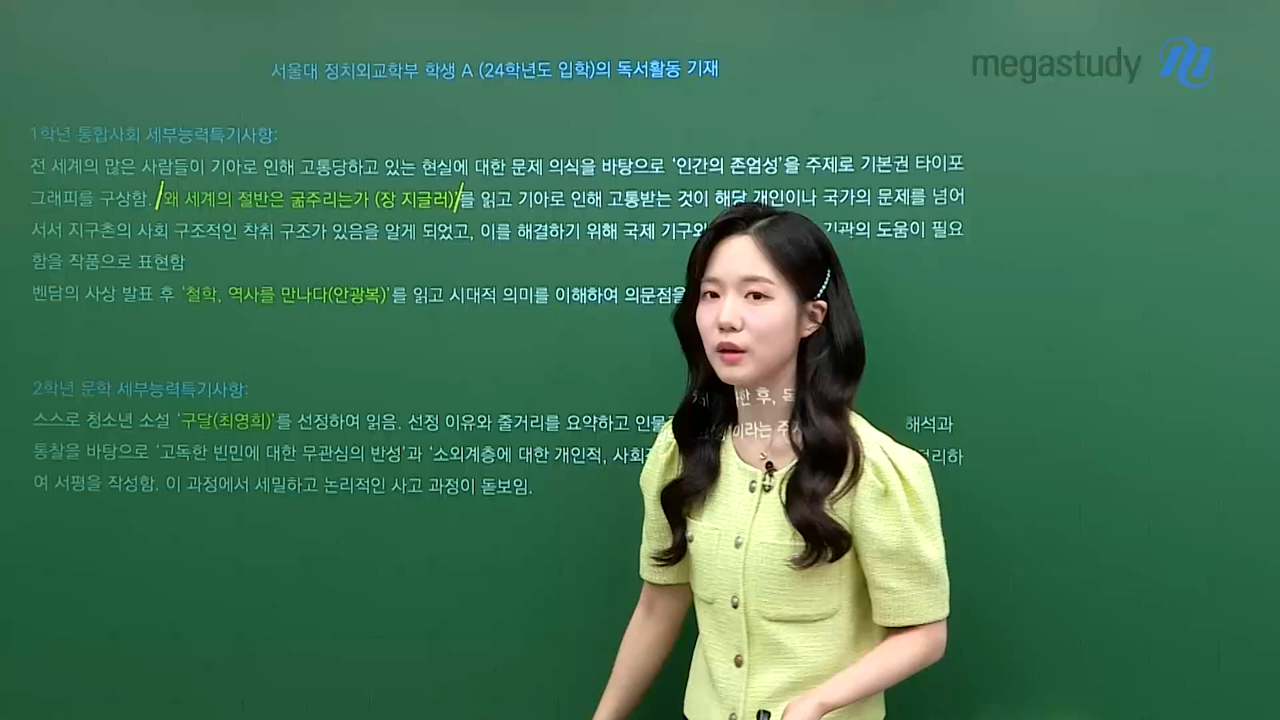 서울대 정치외교학부 학생 A (24학년도 입학)의 독서활동 기재
megastudy
1학년 통합사회 세부능력특기사항:
전 세계의 많은 사람들이 기아로 인해 고통당하고 있는 현실에 대한 문제 의식을 바탕으로 '인간의 존엄성'을 주제로 기본권 타이포
그래피를 구상함. '왜 세계의 절반은 굶주리는가 (장 지글러)'를 읽고 기아로 인해 고통받는 것이 해당 개인이나 국가의 문제를 넘어
서서 지구촌의 사회 구조적인 착취 구조가 있음을 알게 되었고, 이를 해결하기 위해 국제 기구와 기관의 도움이 필요
함을 작품으로 표현함
벤담의 사상 발표 후 '철학, 역사를 만나다(안광복)'를 읽고 시대적 의미를 이해하여 의문점을
2학년 문학 세부능력특기사항:
한 후,
스스로 청소년 소설 '구달(최영희)'를 선정하여 읽음. 선정 이유와 줄거리를 요약하고 해석과
이라는
통찰을 바탕으로 '고독한 빈민에 대한 무관심의 반성'과 '소외계층에 대한 개인적,
여 서평을 작성함. 이 과정에서 세밀하고 논리적인 사고 과정이 돋보임.